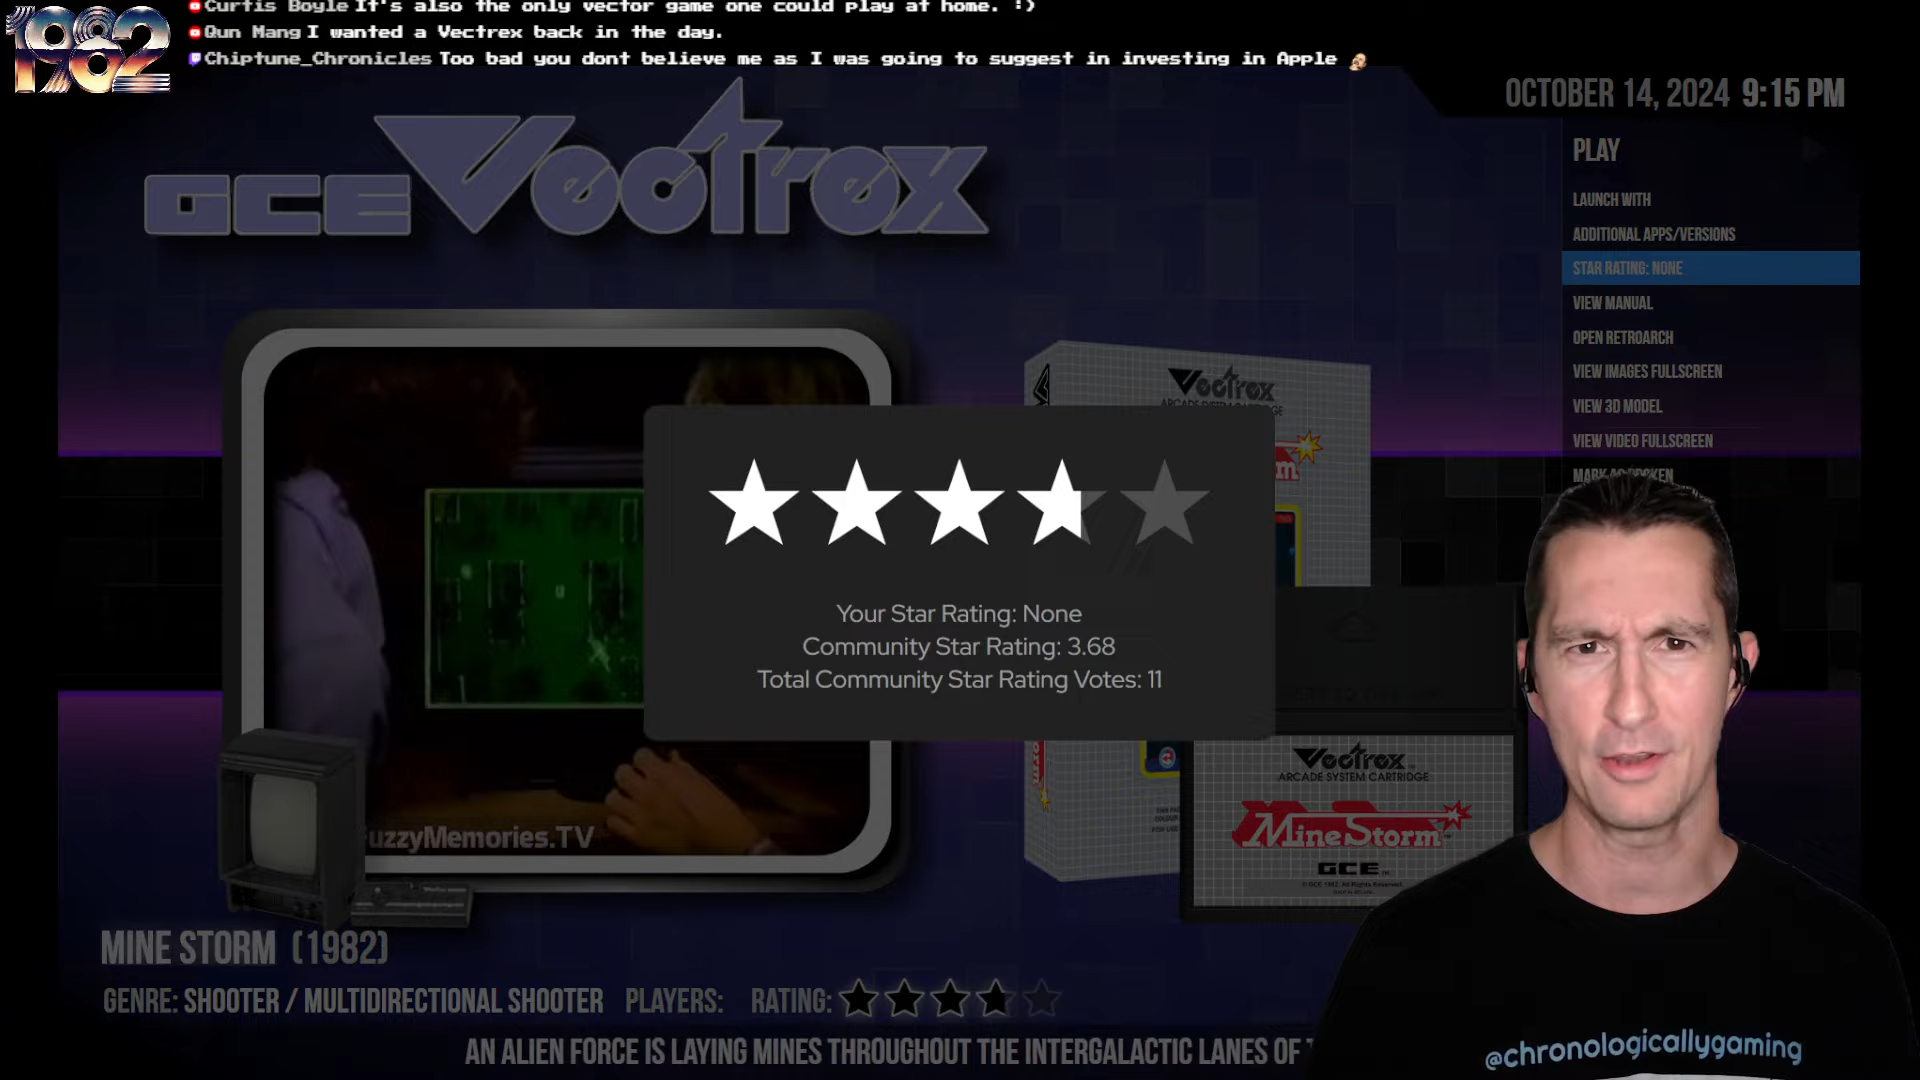 1982
Curtis Boyle It's also the only vector game one could play at home. :)
Qun Mang I wanted a Vectrex back in the day.
Chiptune_Chronicles Too bad you dont believe me as I was going to suggest in investing in Apple
OCTOBER 14, 2024 9:15 PM
GCE Vectrex
PLAY
LAUNCH WITH
ADDITIONAL APPS/VERSIONS
STAR RATING: NONE
VIEW MANUAL
OPEN RETROARCH
VIEW IMAGES FULLSCREEN
VIEW 3D MODEL
VIEW VIDEO FULLSCREEN
MARK AS BROKEN
Vectrex
Your Star Rating: None
Community Star Rating: 3.68
Total Community Star Rating Votes: 11
Vectrex
ARCADE SYSTEM CARTRIDGE
MineStorm
GCE
FuzzyMemories.TV
MINE STORM (1982)
GENRE: SHOOTER / MULTIDIRECTIONAL SHOOTER PLAYERS: RATING:
AN ALIEN FORCE IS LAYING MINES THROUGHOUT THE INTERGALACTIC LANES OF
@chronologicallygaming